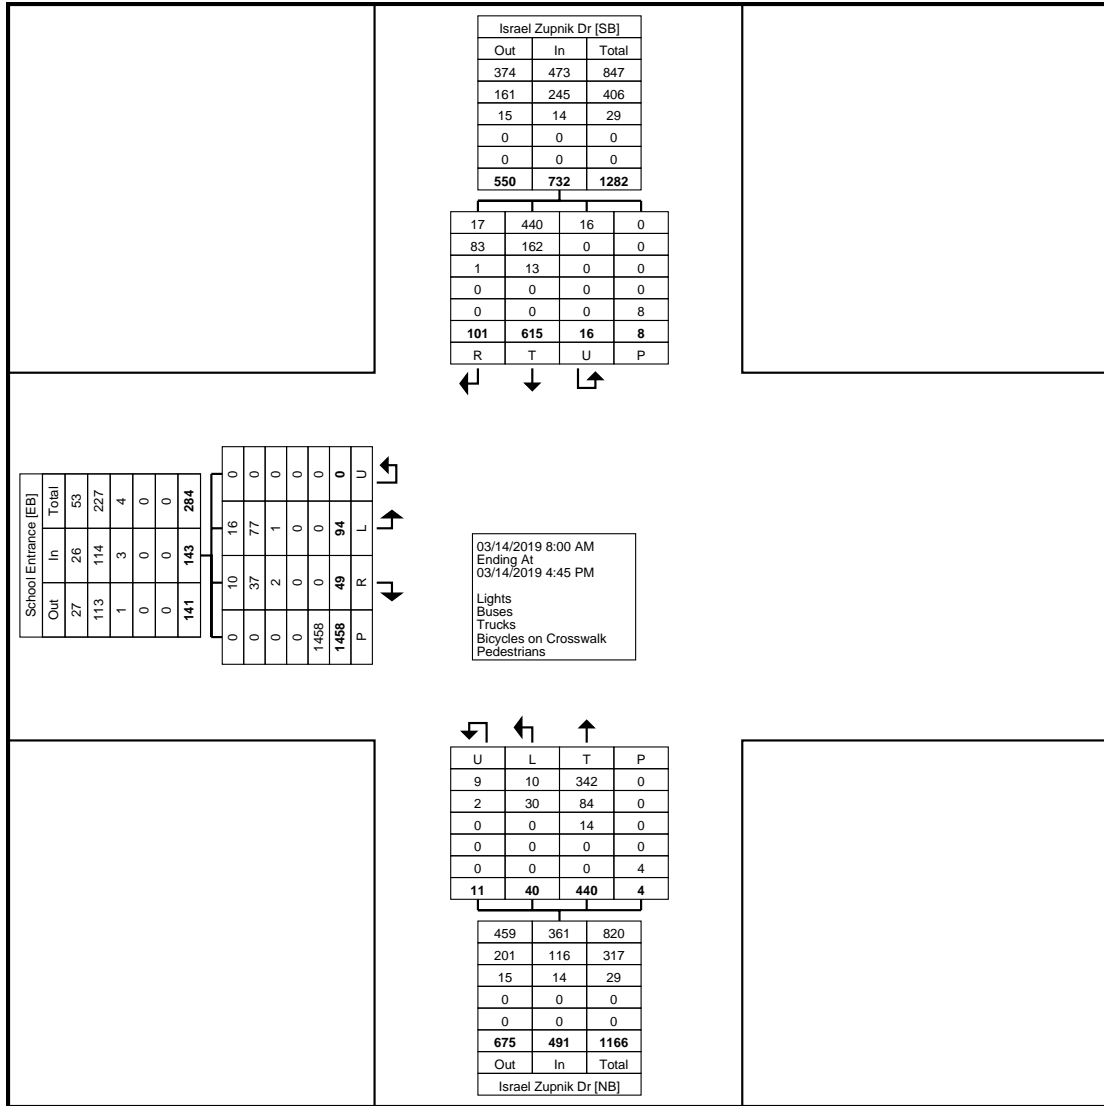 Israel Zupnik Dr [SB]
Out In Total
374 473 847
161 245 406
15 14 29
0 0 0
0 0 0
550 732 1282
17 440 16 0
83 162 0 0
1 13 0 0
0 0 0 0
0 0 0 8
101 615 16 8
R T U P
School Entrance [EB]
Out In Total
27 26 53
113 114 227
1 3 4
0 0 0
0 0 0
141 143 284
0 10 16 0
0 37 77 0
0 2 1 0
0 0 0 0
1458 0 0 0
1458 49 94 0
P R L U
03/14/2019 8:00 AM
Ending At
03/14/2019 4:45 PM
Lights
Buses
Trucks
Bicycles on Crosswalk
Pedestrians
U L T P
9 10 342 0
2 30 84 0
0 0 14 0
0 0 0 0
0 0 0 4
11 40 440 4
459 361 820
201 116 317
15 14 29
0 0 0
0 0 0
675 491 1166
Out In Total
Israel Zupnik Dr [NB]